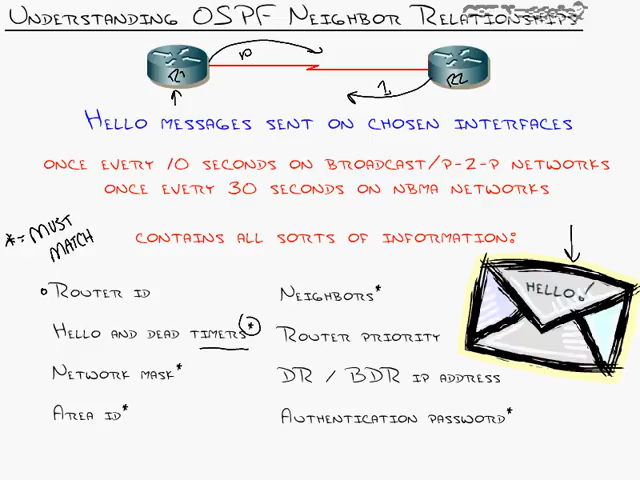 Understanding OSPF Neighbor Relationships
R1
10
1
R2
Hello messages sent on chosen interfaces
once every 10 seconds on broadcast/p-2-p networks
once every 30 seconds on NBMA networks
*= MUST MATCH
contains all sorts of information:
Router ID
Hello and dead timers*
Network mask*
Area ID*
Neighbors*
Router priority
DR / BDR ip address
Authentication password*
HELLO!